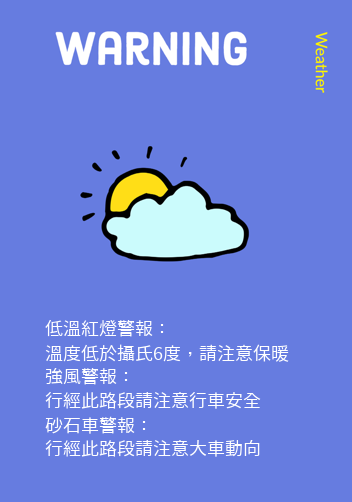 WARNING
Weather
低溫紅燈警報：
溫度低於攝氏6度，請注意保暖
強風警報：
行經此路段請注意行車安全
砂石車警報：
行經此路段請注意大車動向